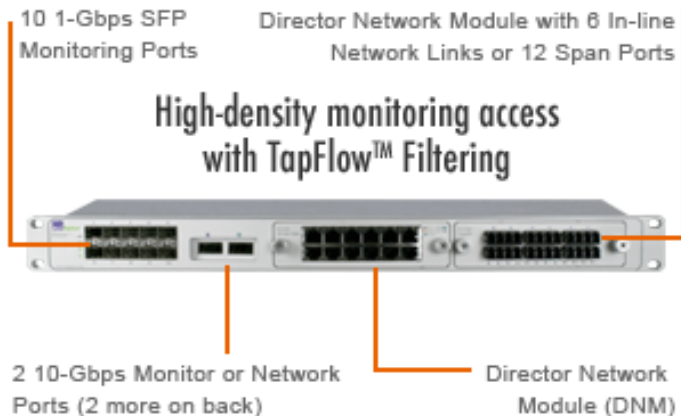 10 1-Gbps SFP
Monitoring Ports
Director Network Module with 6 In-line
Network Links or 12 Span Ports
High-density monitoring access
with TapFlow™ Filtering
2 10-Gbps Monitor or Network
Ports (2 more on back)
Director Network
Module (DNM)